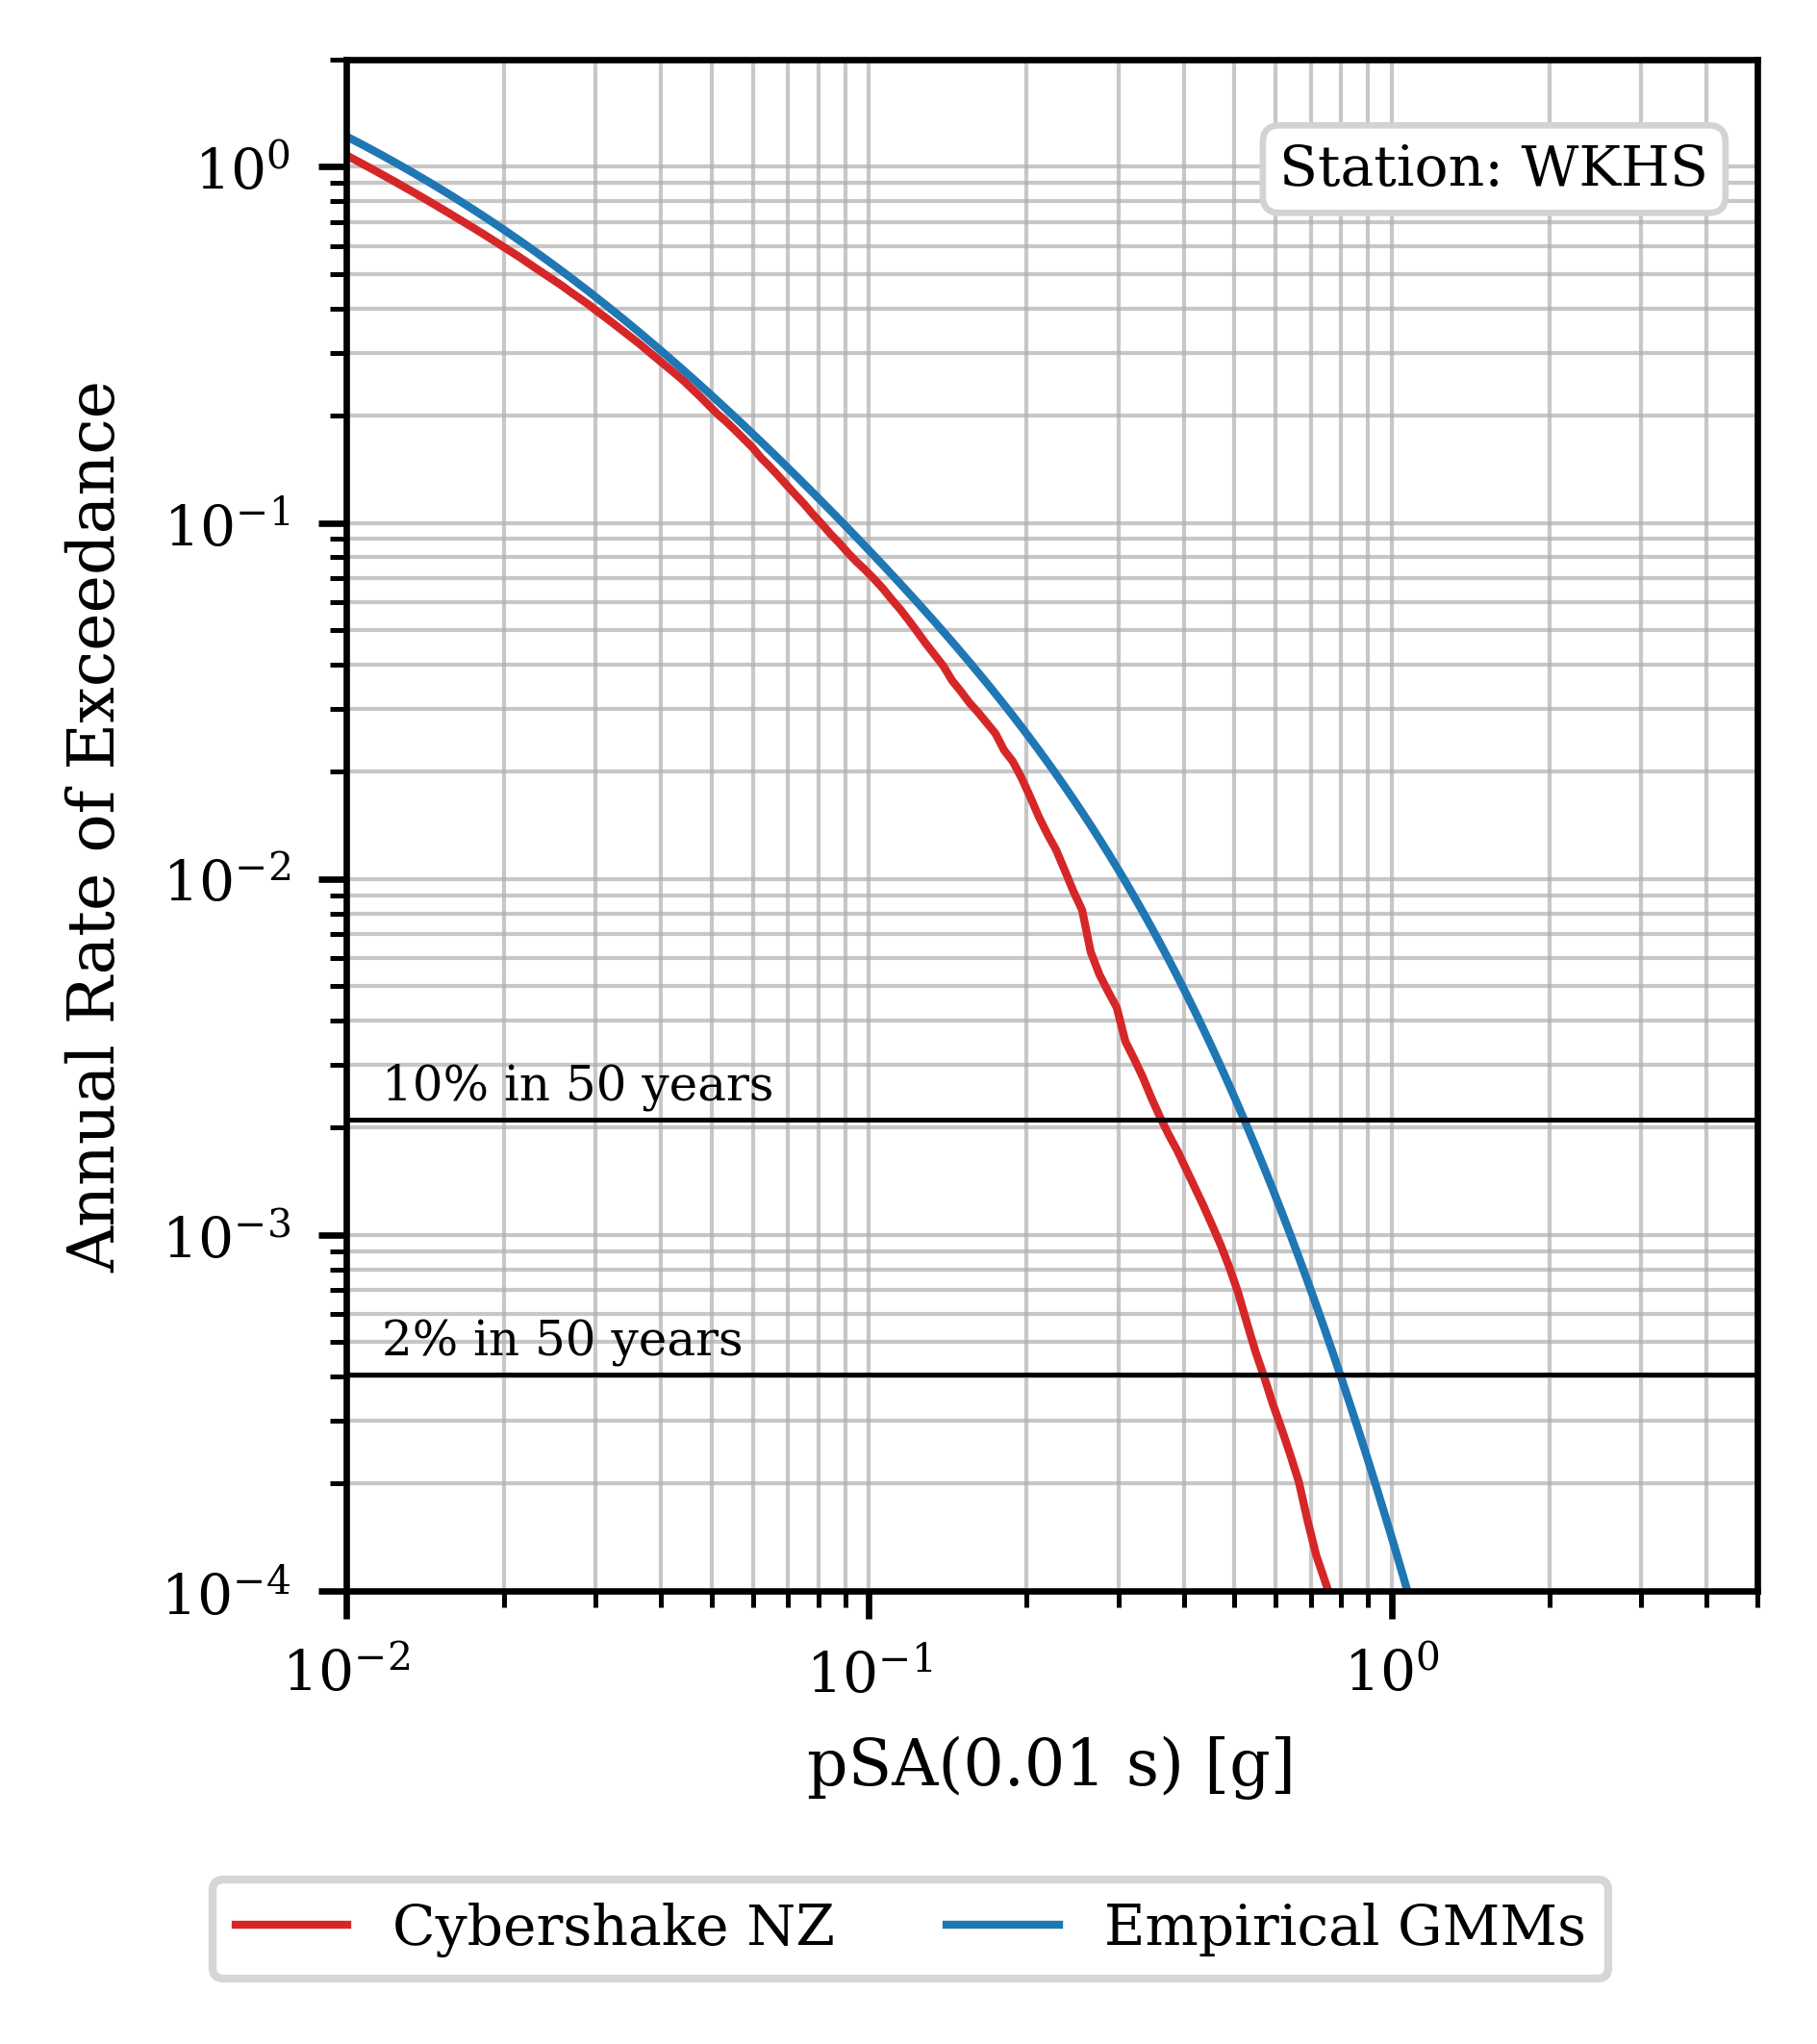 Station: WKHS
10⁰
10⁻¹
10⁻²
10⁻³
10⁻⁴
Annual Rate of Exceedance
10% in 50 years
2% in 50 years
10⁻² 10⁻¹ 10⁰
pSA(0.01 s) [g]
Cybershake NZ Empirical GMMs